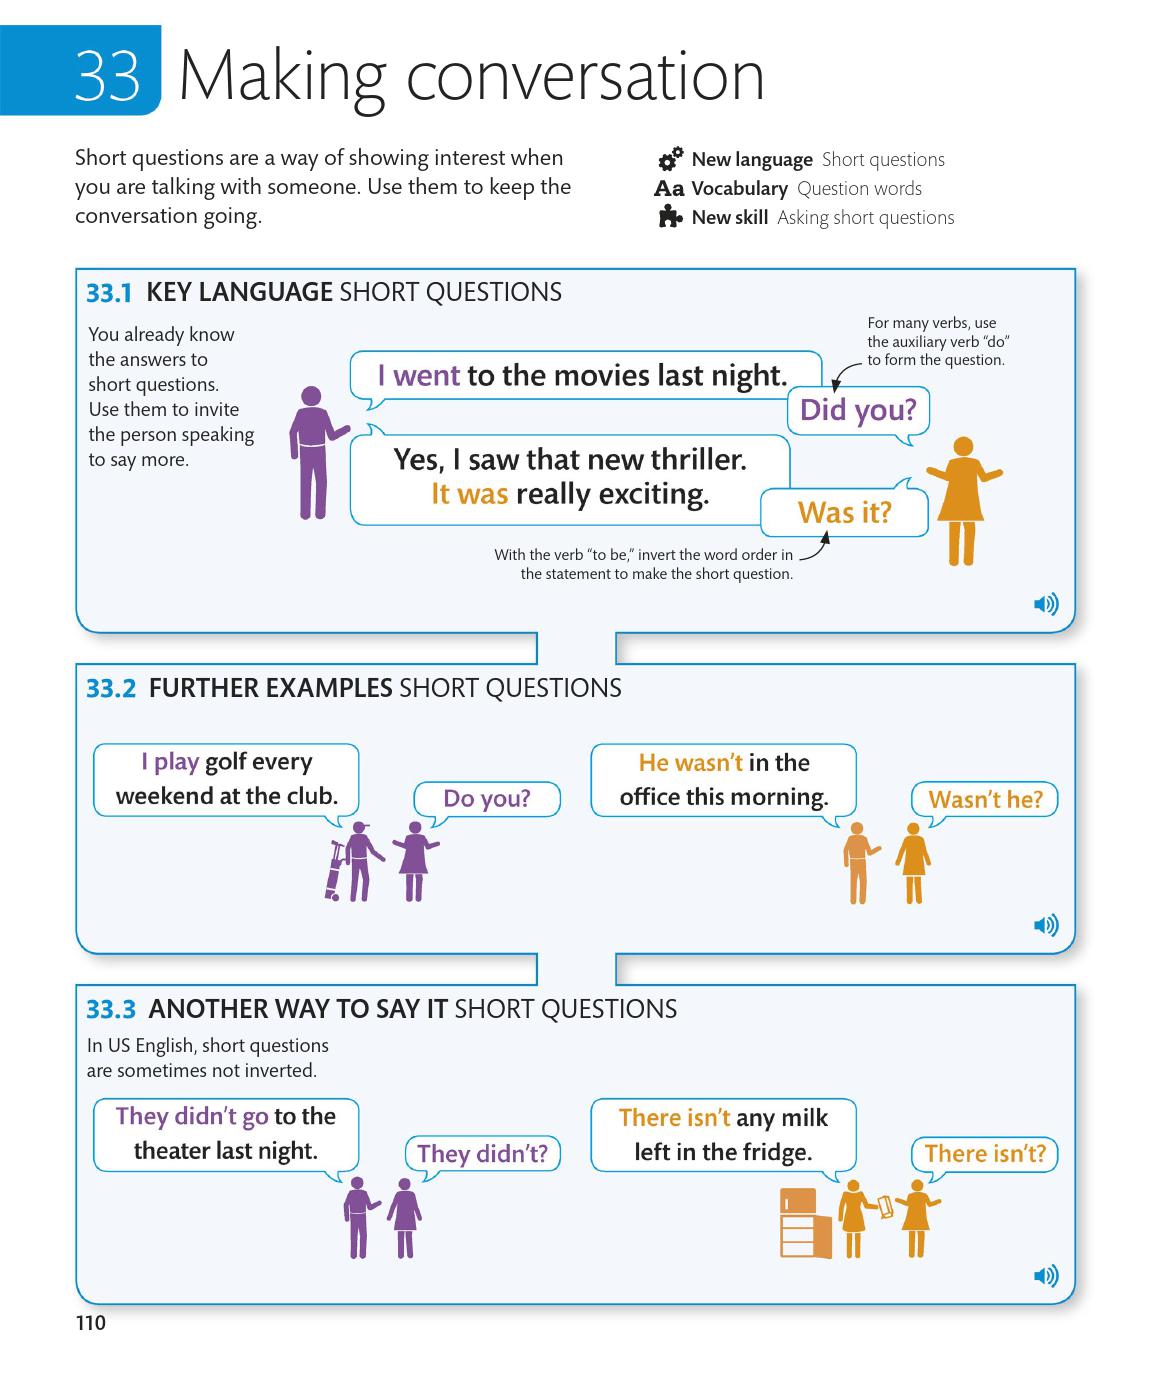 33 Making conversation
Short questions are a way of showing interest when
you are talking with someone. Use them to keep the
conversation going.
New language Short questions
Aa Vocabulary Question words
New skill Asking short questions
33.1 KEY LANGUAGE SHORT QUESTIONS
You already know
the answers to
short questions.
Use them to invite
the person speaking
to say more.
For many verbs, use
the auxiliary verb “do”
to form the question.
I went to the movies last night.
Did you?
Yes, I saw that new thriller.
It was really exciting.
Was it?
With the verb “to be,” invert the word order in
the statement to make the short question.
33.2 FURTHER EXAMPLES SHORT QUESTIONS
I play golf every
weekend at the club.
Do you?
He wasn’t in the
office this morning.
Wasn’t he?
33.3 ANOTHER WAY TO SAY IT SHORT QUESTIONS
In US English, short questions
are sometimes not inverted.
They didn’t go to the
theater last night.
They didn’t?
There isn’t any milk
left in the fridge.
There isn’t?
110